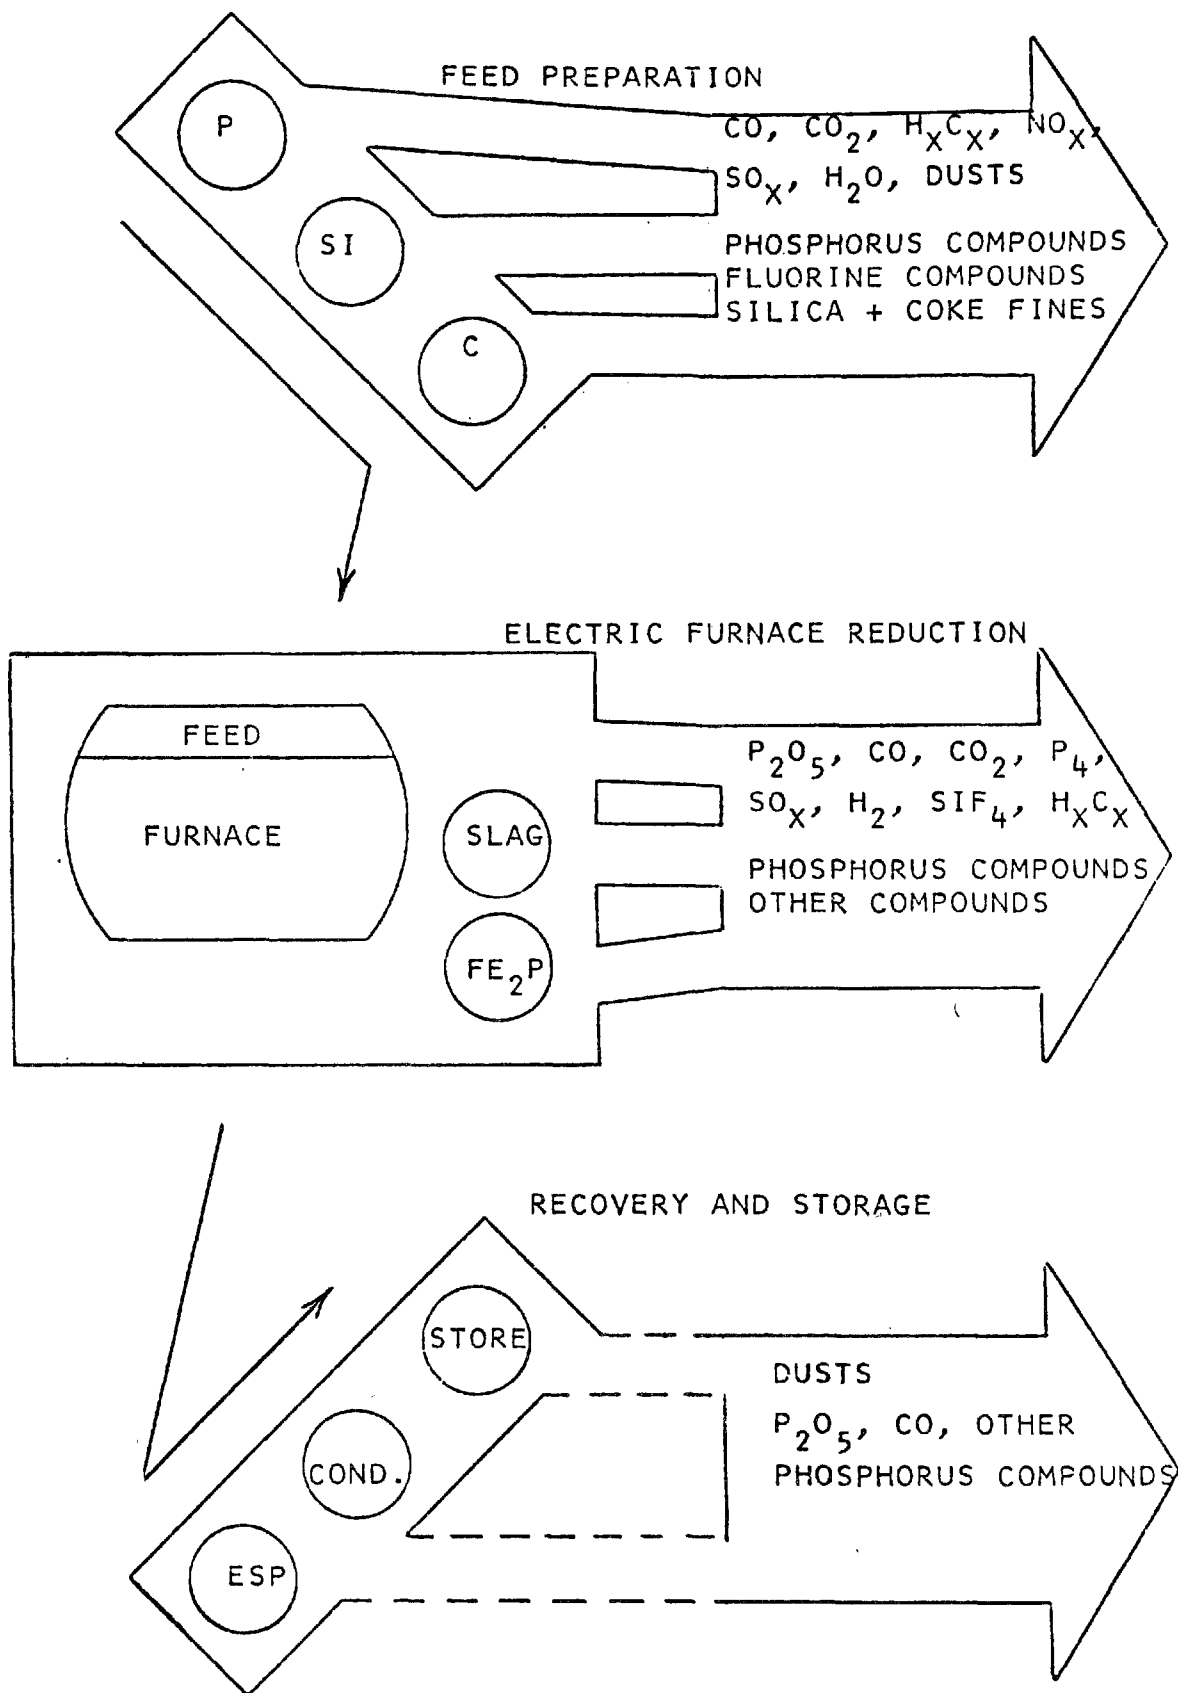 FEED PREPARATION
P
CO, CO₂, HₓCₓ, NOₓ,
SOₓ, H₂O, DUSTS
SI
PHOSPHORUS COMPOUNDS
FLUORINE COMPOUNDS
SILICA + COKE FINES
C
ELECTRIC FURNACE REDUCTION
FEED
FURNACE
SLAG
FE₂P
P₂O₅, CO, CO₂, P₄,
SOₓ, H₂, SIF₄, HₓCₓ
PHOSPHORUS COMPOUNDS
OTHER COMPOUNDS
RECOVERY AND STORAGE
STORE
COND.
ESP
DUSTS
P₂O₅, CO, OTHER
PHOSPHORUS COMPOUNDS